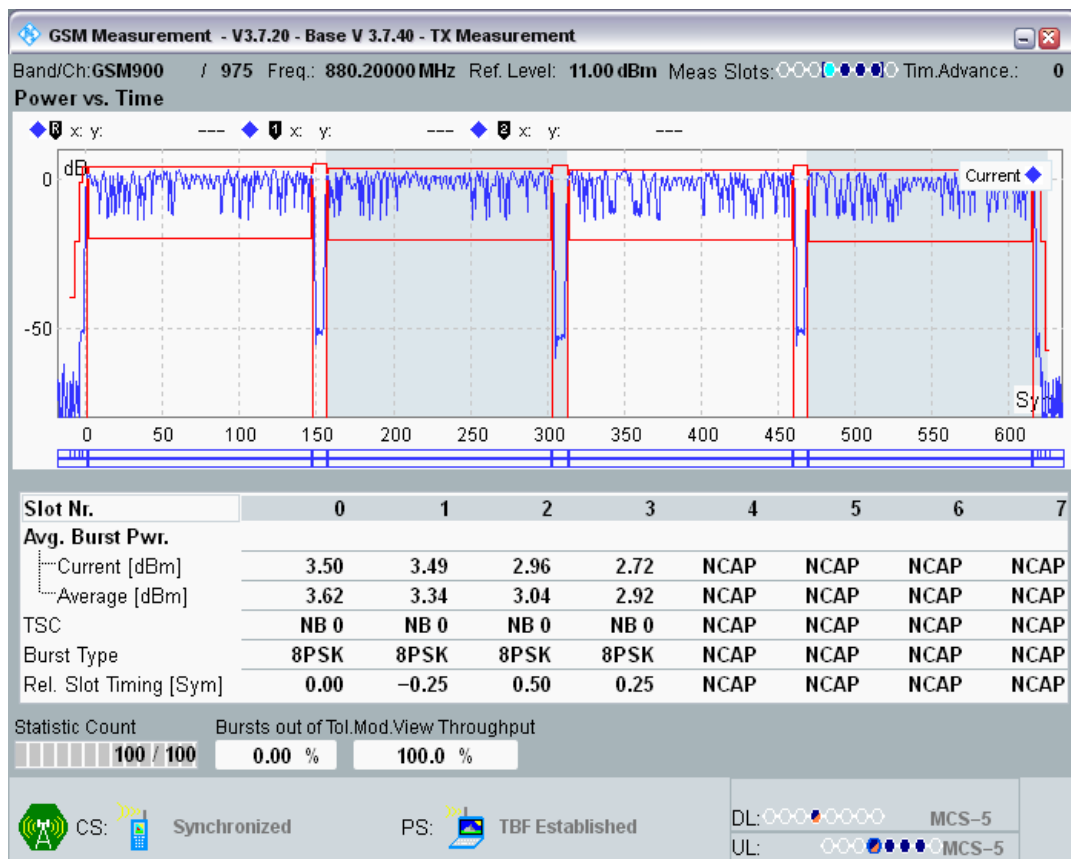 GSM Measurement - V3.7.20 - Base V 3.7.40 - TX Measurement
Band/Ch:GSM900 / 975 Freq.: 880.20000 MHz Ref. Level: 11.00 dBm Meas Slots: Tim.Advance.: 0
Power vs. Time
R x: y: --- 1 x: y: --- 2 x: y: ---
dB
Current
0
-50
Sy
0 50 100 150 200 250 300 350 400 450 500 550 600
Slot Nr. 0 1 2 3 4 5 6 7
Avg. Burst Pwr.
Current [dBm] 3.50 3.49 2.96 2.72 NCAP NCAP NCAP NCAP
Average [dBm] 3.62 3.34 3.04 2.92 NCAP NCAP NCAP NCAP
TSC NB 0 NB 0 NB 0 NB 0 NCAP NCAP NCAP NCAP
Burst Type 8PSK 8PSK 8PSK 8PSK NCAP NCAP NCAP NCAP
Rel. Slot Timing [Sym] 0.00 −0.25 0.50 0.25 NCAP NCAP NCAP NCAP
Statistic Count Bursts out of Tol. Mod.View Throughput
100 / 100 0.00 % 100.0 %
CS: Synchronized PS: TBF Established
DL: MCS−5
UL: MCS−5